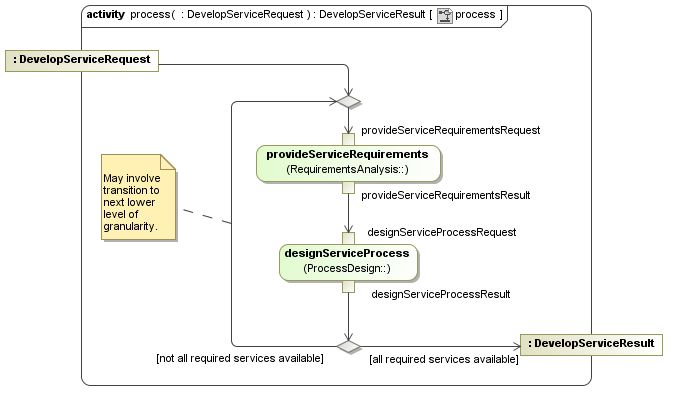 activity process( : DevelopServiceRequest ) : DevelopServiceResult [ process ]
: DevelopServiceRequest
provideServiceRequirementsRequest
provideServiceRequirements
(RequirementsAnalysis::)
May involve
transition to
next lower
level of
granularity.
provideServiceRequirementsResult
designServiceProcessRequest
designServiceProcess
(ProcessDesign::)
designServiceProcessResult
: DevelopServiceResult
[not all required services available]
[all required services available]